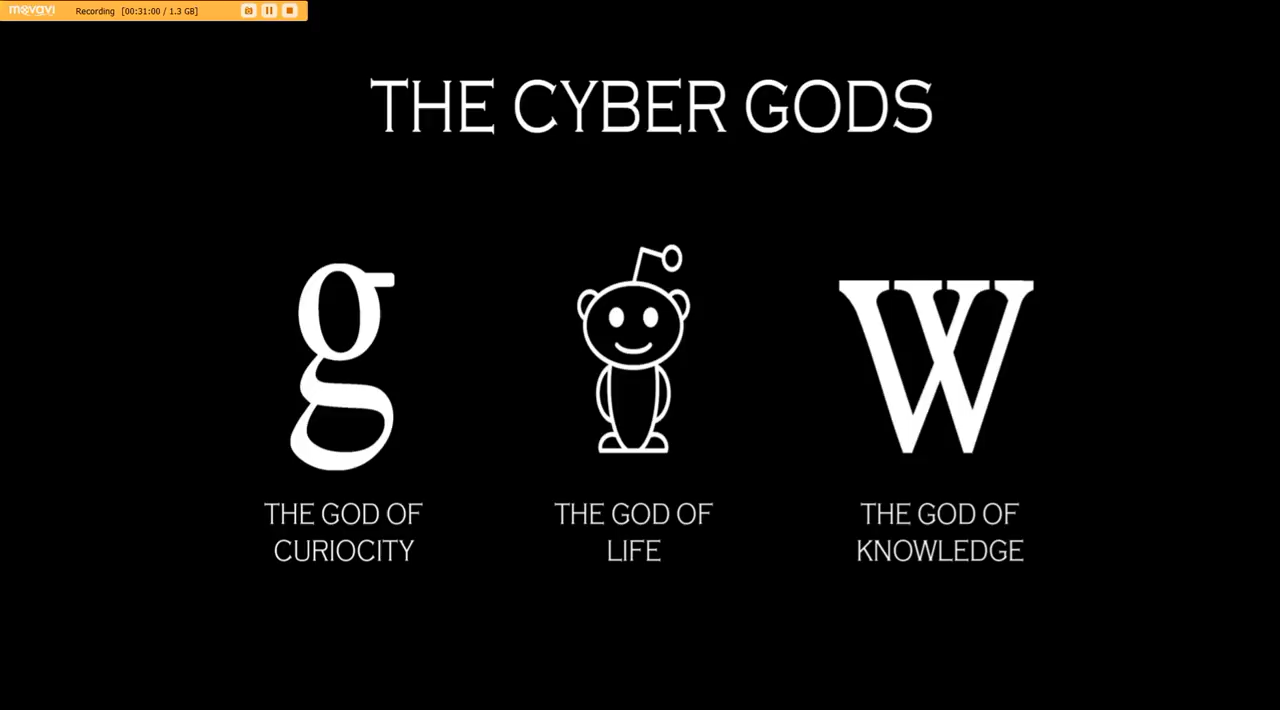 movavi Recording [00:31:00 / 1.3 GB]
THE CYBER GODS
g W
THE GOD OF
CURIOCITY
THE GOD OF
LIFE
THE GOD OF
KNOWLEDGE